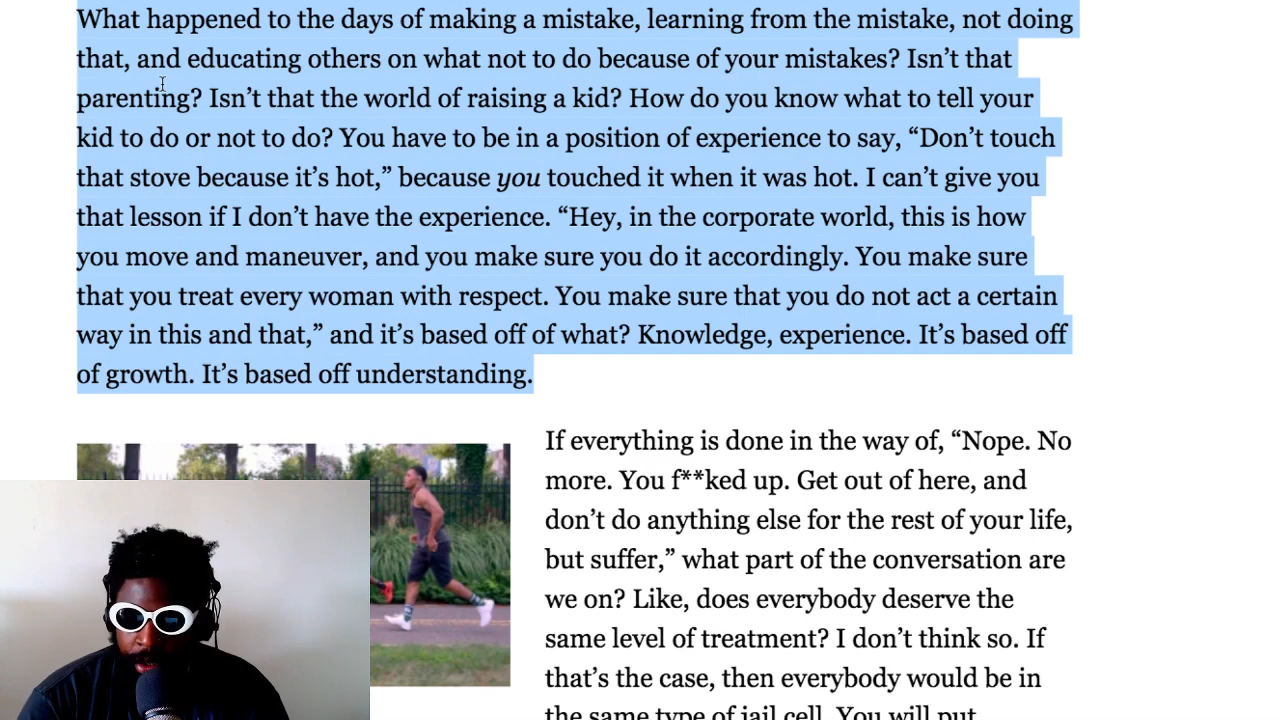 What happened to the days of making a mistake, learning from the mistake, not doing
that, and educating others on what not to do because of your mistakes? Isn’t that
parenting? Isn’t that the world of raising a kid? How do you know what to tell your
kid to do or not to do? You have to be in a position of experience to say, “Don’t touch
that stove because it’s hot,” because you touched it when it was hot. I can’t give you
that lesson if I don’t have the experience. “Hey, in the corporate world, this is how
you move and maneuver, and you make sure you do it accordingly. You make sure
that you treat every woman with respect. You make sure that you do not act a certain
way in this and that,” and it’s based off of what? Knowledge, experience. It’s based off
of growth. It’s based off understanding.
If everything is done in the way of, “Nope. No
more. You f**ked up. Get out of here, and
don’t do anything else for the rest of your life,
but suffer,” what part of the conversation are
we on? Like, does everybody deserve the
same level of treatment? I don’t think so. If
that’s the case, then everybody would be in
the same type of jail cell. You will put